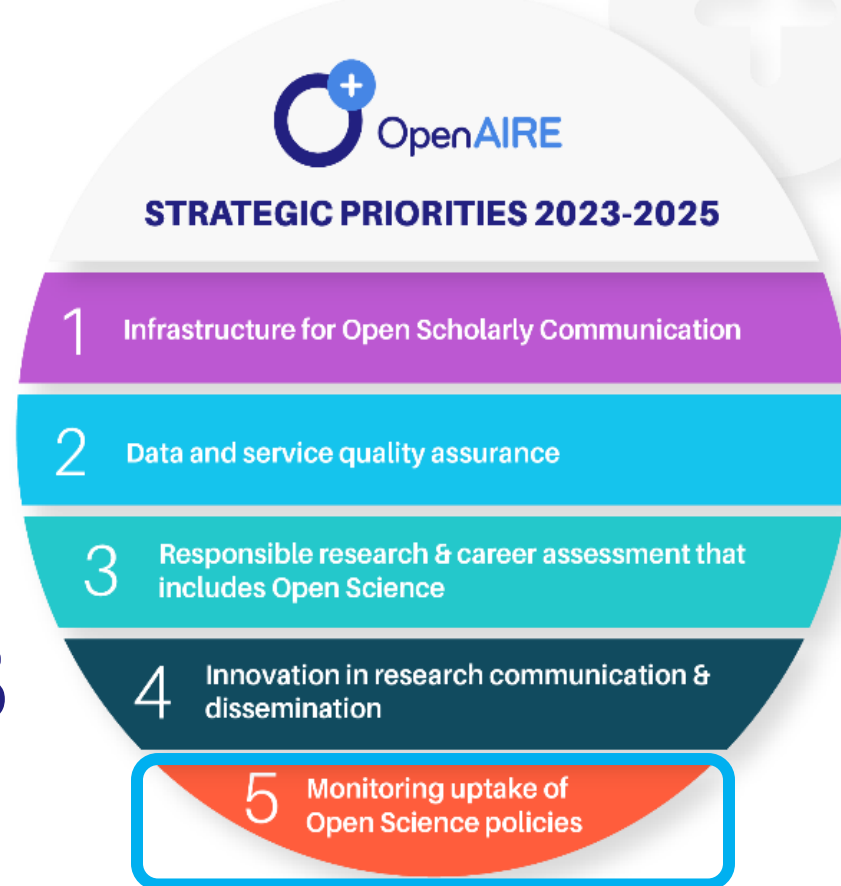 OpenAIRE
STRATEGIC PRIORITIES 2023-2025
1 Infrastructure for Open Scholarly Communication
2 Data and service quality assurance
3 Responsible research & career assessment that
includes Open Science
4 Innovation in research communication &
dissemination
5 Monitoring uptake of
Open Science policies